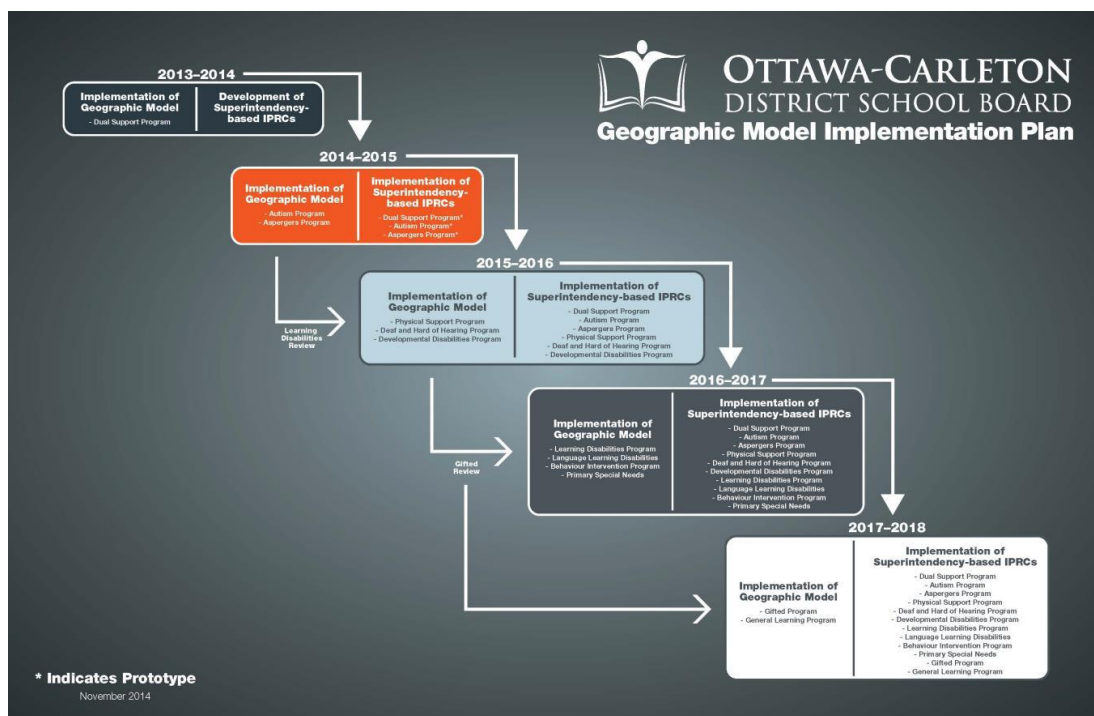 OTTAWA-CARLETON
DISTRICT SCHOOL BOARD
Geographic Model Implementation Plan
2013–2014
Implementation of
Geographic Model
- Dual Support Program
Development of
Superintendency-
based IPRCs
2014–2015
Implementation of
Geographic Model
- Autism Program
- Aspergers Program
Implementation of
Superintendency-
based IPRCs
- Dual Support Program*
- Autism Program*
- Aspergers Program*
Learning
Disabilities
Review
2015–2016
Implementation of
Geographic Model
- Physical Support Program
- Deaf and Hard of Hearing Program
- Developmental Disabilities Program
Implementation of
Superintendency-based IPRCs
- Dual Support Program
- Autism Program
- Aspergers Program
- Physical Support Program
- Deaf and Hard of Hearing Program
- Developmental Disabilities Program
Gifted
Review
2016–2017
Implementation of
Geographic Model
- Learning Disabilities Program
- Language Learning Disabilities
- Behaviour Intervention Program
- Primary Special Needs
Implementation of
Superintendency-based IPRCs
- Dual Support Program
- Autism Program
- Aspergers Program
- Physical Support Program
- Deaf and Hard of Hearing Program
- Developmental Disabilities Program
- Learning Disabilities Program
- Language Learning Disabilities
- Behaviour Intervention Program
- Primary Special Needs
2017–2018
Implementation of
Geographic Model
- Gifted Program
- General Learning Program
Implementation of
Superintendency-based IPRCs
- Dual Support Program
- Autism Program
- Aspergers Program
- Physical Support Program
- Deaf and Hard of Hearing Program
- Developmental Disabilities Program
- Learning Disabilities Program
- Language Learning Disabilities
- Behaviour Intervention Program
- Primary Special Needs
- Gifted Program
- General Learning Program
* Indicates Prototype
November 2014